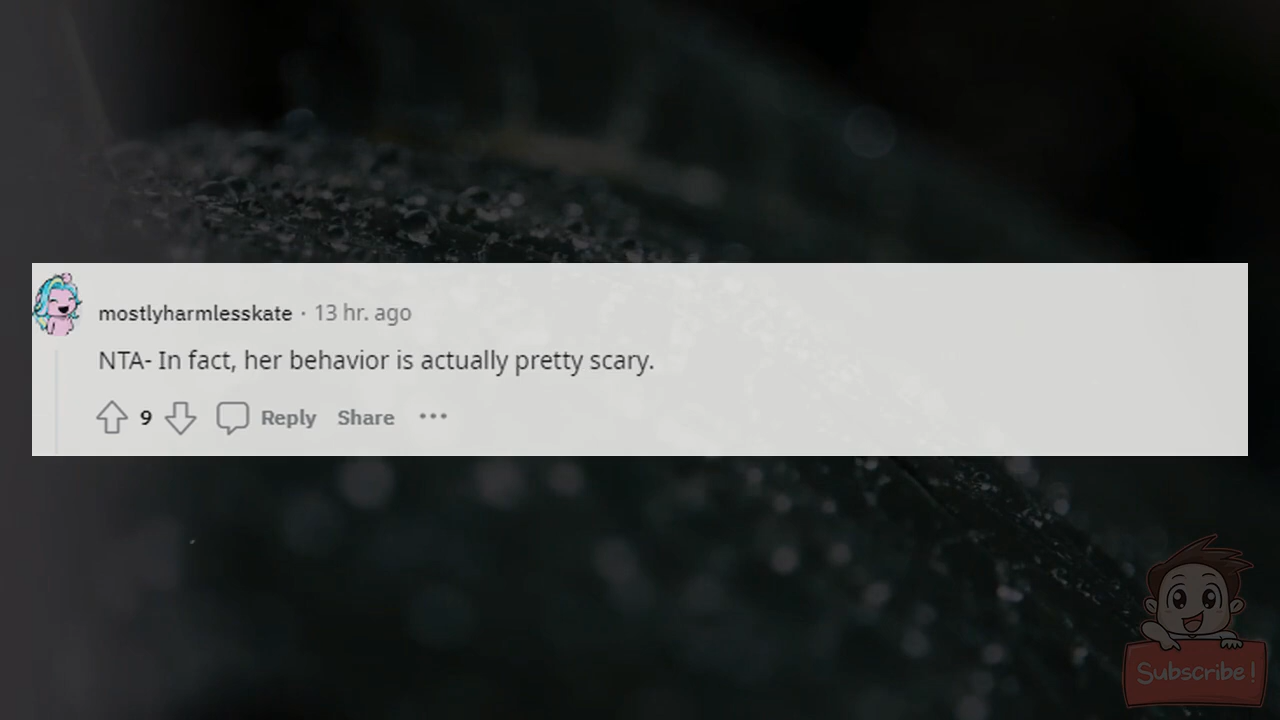 mostlyharmlesskate · 13 hr. ago
NTA- In fact, her behavior is actually pretty scary.
9 Reply Share •••
Subscribe!